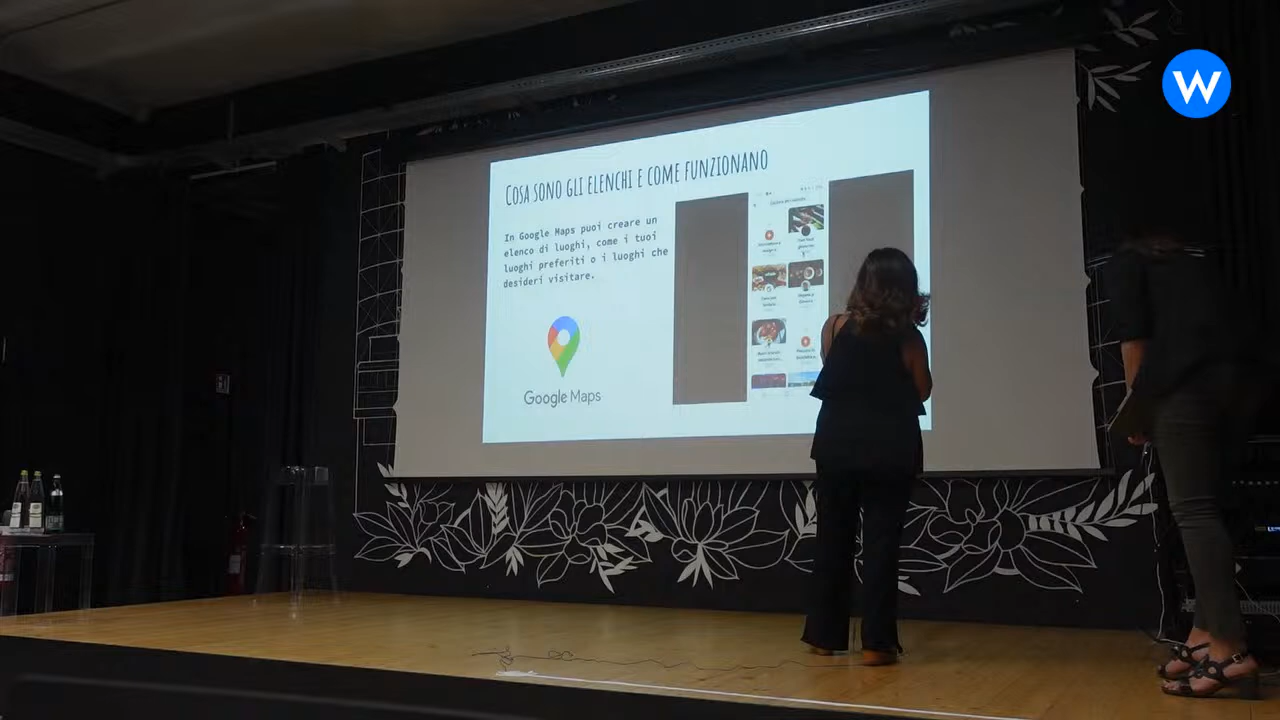 W
COSA SONO GLI ELENCHI E COME FUNZIONANO
In Google Maps puoi creare un
elenco di luoghi, come i tuoi
luoghi preferiti o i luoghi che
desideri visitare.
Google Maps